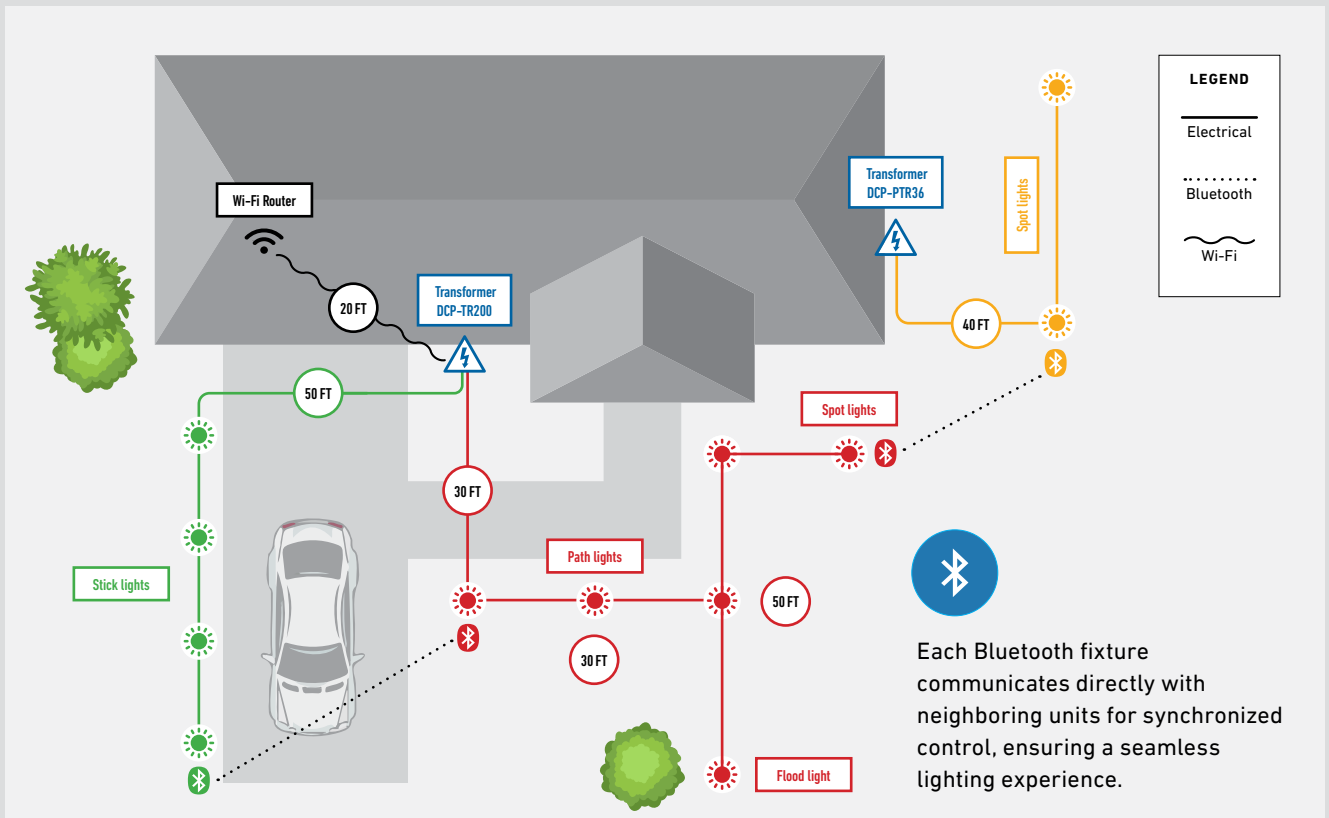 LEGEND
Electrical
Bluetooth
Wi-Fi
Wi-Fi Router
20 FT
Transformer
DCP-TR200
Transformer
DCP-PTR36
Spot lights
40 FT
50 FT
Stick lights
30 FT
Path lights
30 FT
50 FT
Spot lights
Flood light
Each Bluetooth fixture
communicates directly with
neighboring units for synchronized
control, ensuring a seamless
lighting experience.